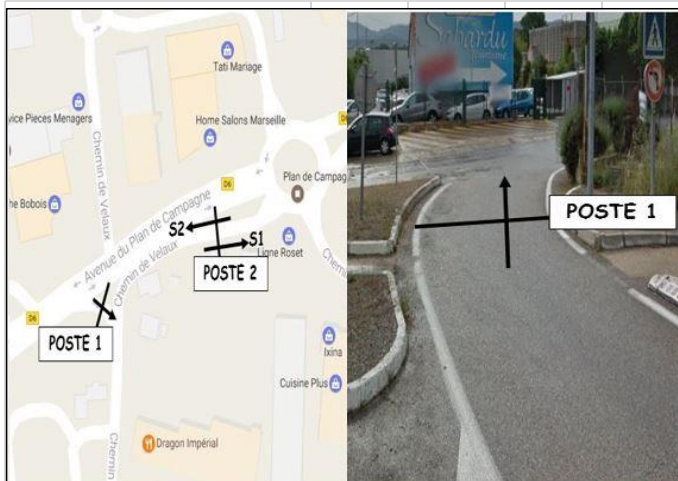 Tati Mariage
vice Pieces Menagers
Home Salons Marseille
Chemin de Velaux
D6
Plan de Campag
he Bobois
Avenue du Plan de Campagne
S2
S1
Ligne Roset
Chemin de Velaux
POSTE 2
D6
POSTE 1
Ixina
Cuisine Plus
Dragon Impérial
Chemin
Sabardu
tourisme
POSTE 1